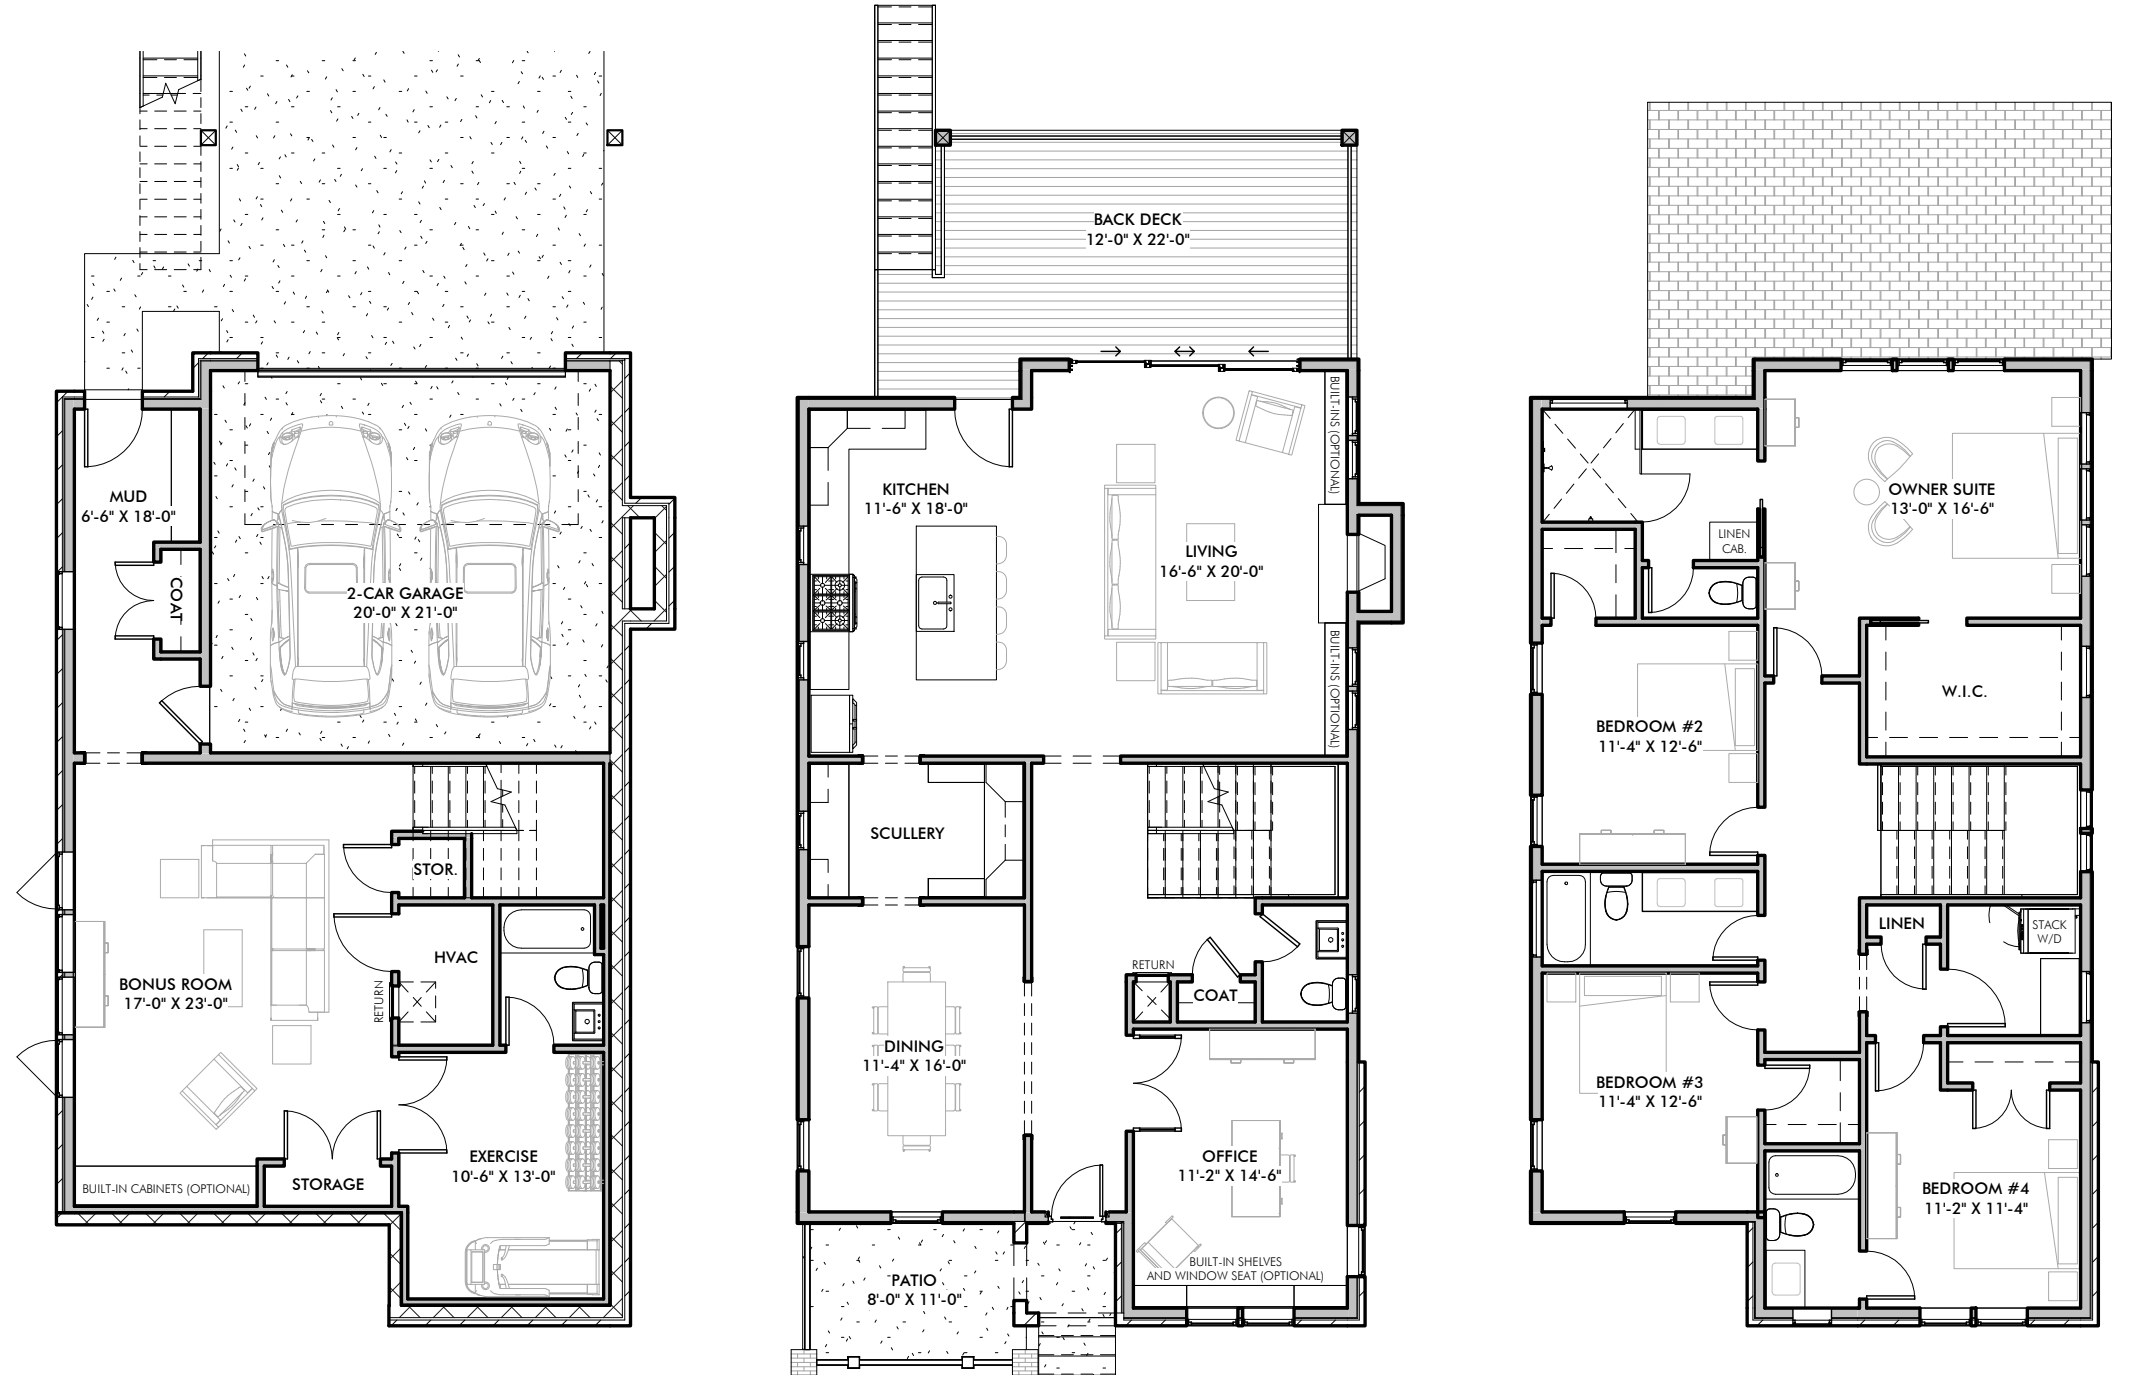 MUD
6'-6" X 18'-0"
COAT
2-CAR GARAGE
20'-0" X 21'-0"
STOR.
HVAC
RETURN
BONUS ROOM
17'-0" X 23'-0"
EXERCISE
10'-6" X 13'-0"
STORAGE
BUILT-IN CABINETS (OPTIONAL)
BACK DECK
12'-0" X 22'-0"
BUILT-INS (OPTIONAL)
KITCHEN
11'-6" X 18'-0"
LIVING
16'-6" X 20'-0"
BUILT-INS (OPTIONAL)
SCULLERY
RETURN
COAT
DINING
11'-4" X 16'-0"
OFFICE
11'-2" X 14'-6"
BUILT-IN SHELVES
AND WINDOW SEAT (OPTIONAL)
PATIO
8'-0" X 11'-0"
OWNER SUITE
13'-0" X 16'-6"
LINEN
CAB.
W.I.C.
BEDROOM #2
11'-4" X 12'-6"
LINEN
STACK
W/D
BEDROOM #3
11'-4" X 12'-6"
BEDROOM #4
11'-2" X 11'-4"